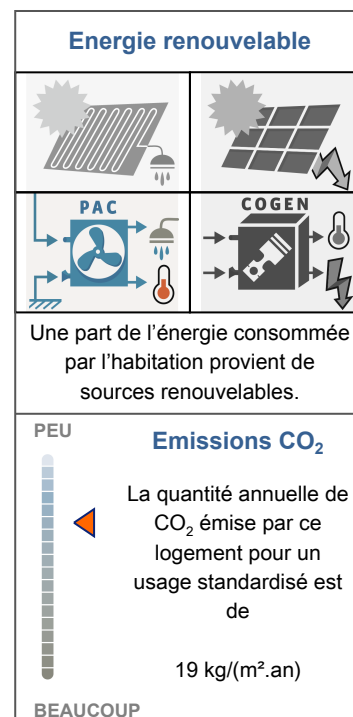 Energie renouvelable
PAC
COGEN
Une part de l’énergie consommée
par l’habitation provient de
sources renouvelables.
PEU
Emissions CO₂
La quantité annuelle de
CO₂ émise par ce
logement pour un
usage standardisé est
de
19 kg/(m².an)
BEAUCOUP